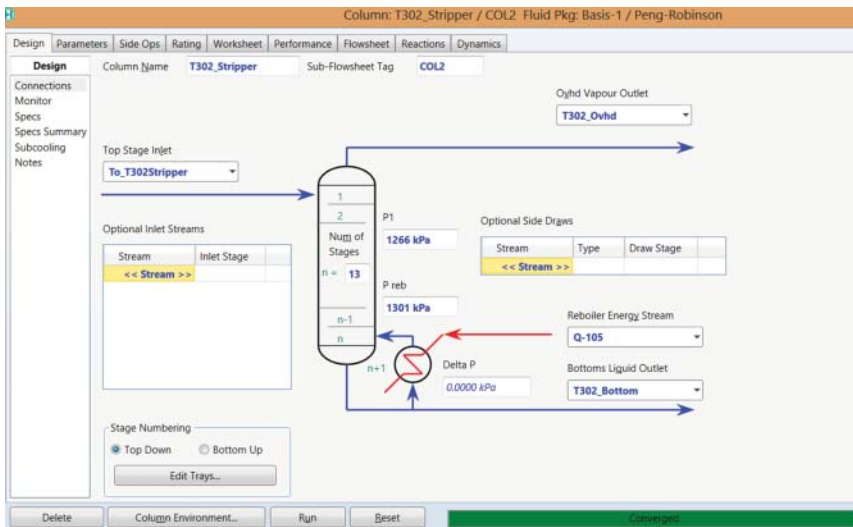 Column: T302_Stripper / COL2 Fluid Pkg: Basis-1 / Peng-Robinson
Design Parameters Side Ops Rating Worksheet Performance Flowsheet Reactions Dynamics
Design
Connections
Monitor
Specs
Specs Summary
Subcooling
Notes
Column Name T302_Stripper Sub-Flowsheet Tag COL2
Ovhd Vapour Outlet
T302_Ovhd
Top Stage Inlet
To_T302Stripper
Optional Inlet Streams
Stream Inlet Stage
<< Stream >>
1
2
Num of
Stages
n = 13
n-1
n
n+1
P1
1266 kPa
P reb
1301 kPa
Delta P
0.0000 kPa
Optional Side Draws
Stream Type Draw Stage
<< Stream >>
Reboiler Energy Stream
Q-105
Bottoms Liquid Outlet
T302_Bottom
Stage Numbering
Top Down Bottom Up
Edit Trays...
Delete Column Environment... Run Reset Converged